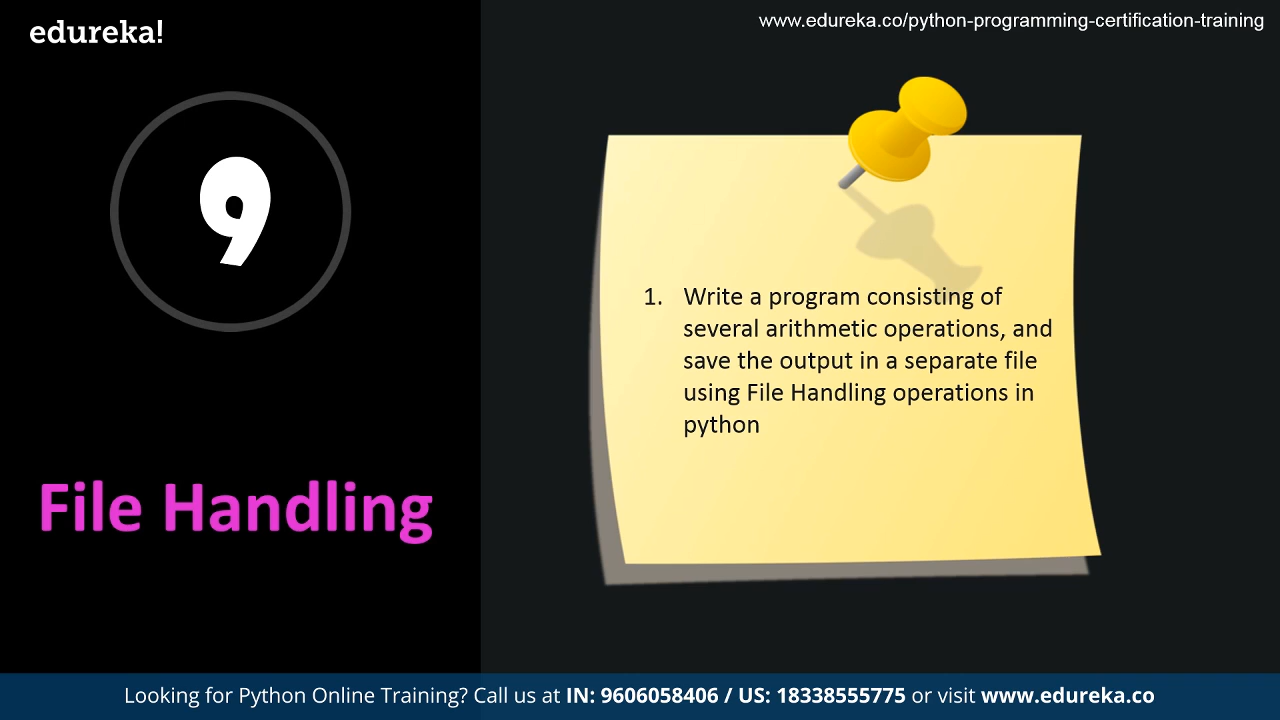 edureka!
www.edureka.co/python-programming-certification-training
9
1. Write a program consisting of
several arithmetic operations, and
save the output in a separate file
using File Handling operations in
python
File Handling
Looking for Python Online Training? Call us at IN: 9606058406 / US: 18338555775 or visit www.edureka.co